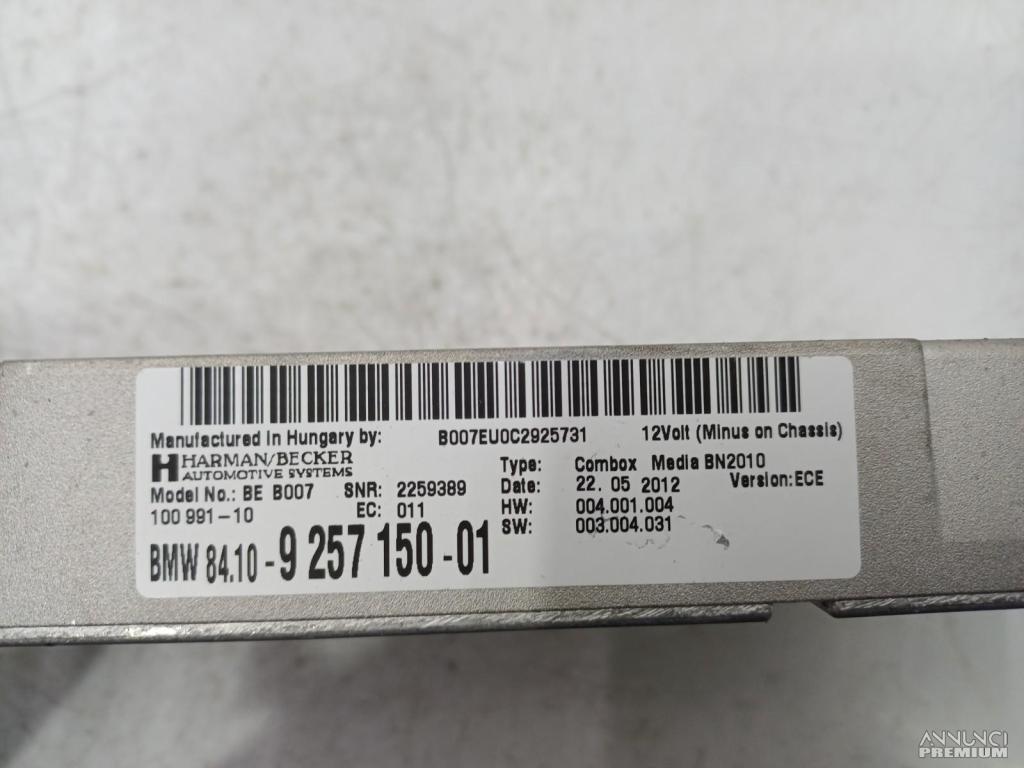 Manufactured In Hungary by: B007EU0C2925731 12Volt (Minus on Chassis)
HARMAN/BECKER
AUTOMOTIVE SYSTEMS
Type: Combox Media BN2010
Model No.: BE B007 SNR: 2259389 Date: 22. 05 2012 Version: ECE
100 991-10 EC: 011 HW: 004.001.004
SW: 003.004.031
BMW 84.10 - 9 257 150 - 01
ANNUNCI
PREMIUM